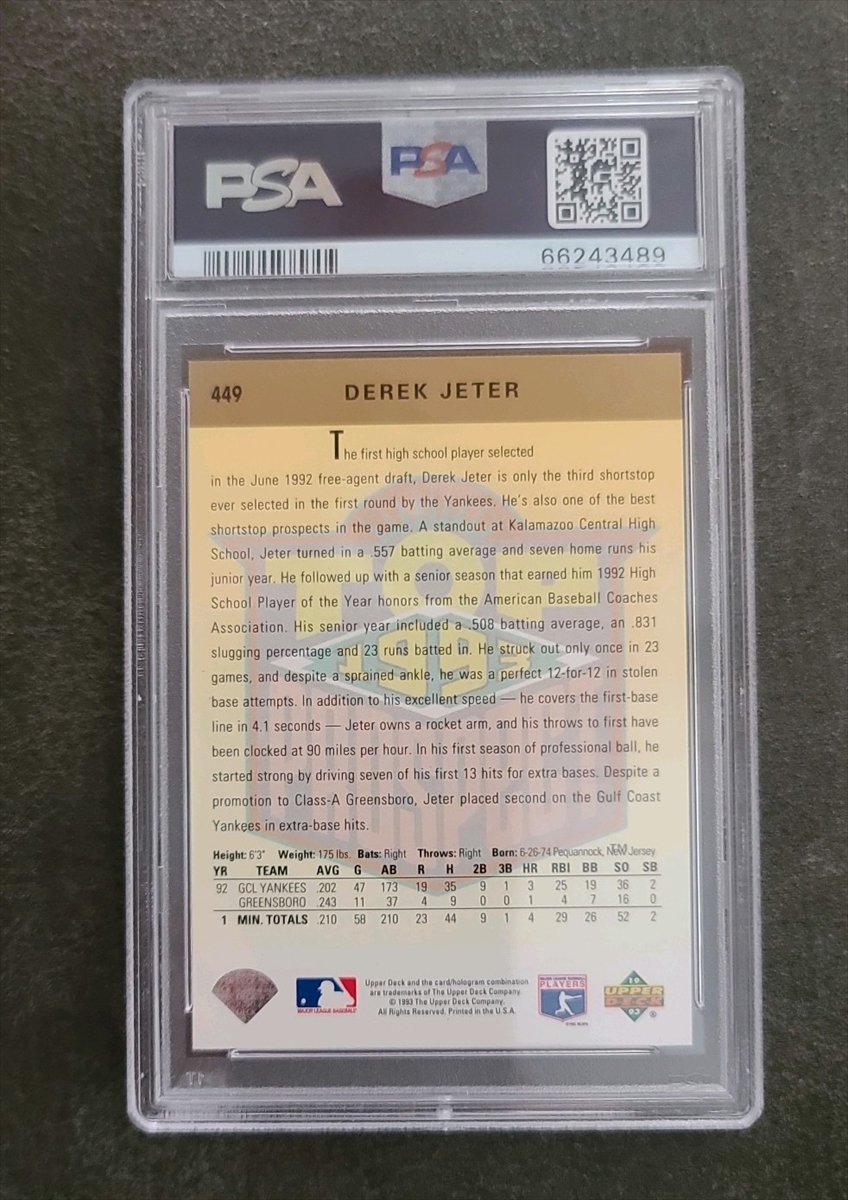 PSA
PSA
66243489
449 DEREK JETER
The first high school player selected
in the June 1992 free-agent draft, Derek Jeter is only the third shortstop
ever selected in the first round by the Yankees. He's also one of the best
shortstop prospects in the game. A standout at Kalamazoo Central High
School, Jeter turned in a .557 batting average and seven home runs his
junior year. He followed up with a senior season that earned him 1992 High
School Player of the Year honors from the American Baseball Coaches
Association. His senior year included a .508 batting average, an .831
slugging percentage and 23 runs batted in. He struck out only once in 23
games, and despite a sprained ankle, he was a perfect 12-for-12 in stolen
base attempts. In addition to his excellent speed — he covers the first-base
line in 4.1 seconds — Jeter owns a rocket arm, and his throws to first have
been clocked at 90 miles per hour. In his first season of professional ball, he
started strong by driving seven of his first 13 hits for extra bases. Despite a
promotion to Class-A Greensboro, Jeter placed second on the Gulf Coast
Yankees in extra-base hits.
TOP
1993
PROSPECT
TM
Height: 6'3" Weight: 175 lbs. Bats: Right Throws: Right Born: 6-26-74 Pequannock, New Jersey
YR TEAM AVG G AB R H 2B 3B HR RBI BB SO SB
92 GCL YANKEES .202 47 173 19 35 9 1 3 25 19 36 2
GREENSBORO .243 11 37 4 9 0 0 1 4 7 16 0
1 MIN. TOTALS .210 58 210 23 44 9 1 4 29 26 52 2
MAJOR LEAGUE BASEBALL
Upper Deck and the card/hologram combination
are trademarks of The Upper Deck Company.
© 1993 The Upper Deck Company.
All Rights Reserved. Printed in the U.S.A.
MAJOR LEAGUE BASEBALL
PLAYERS
19
UPPER
DECK
93 ®